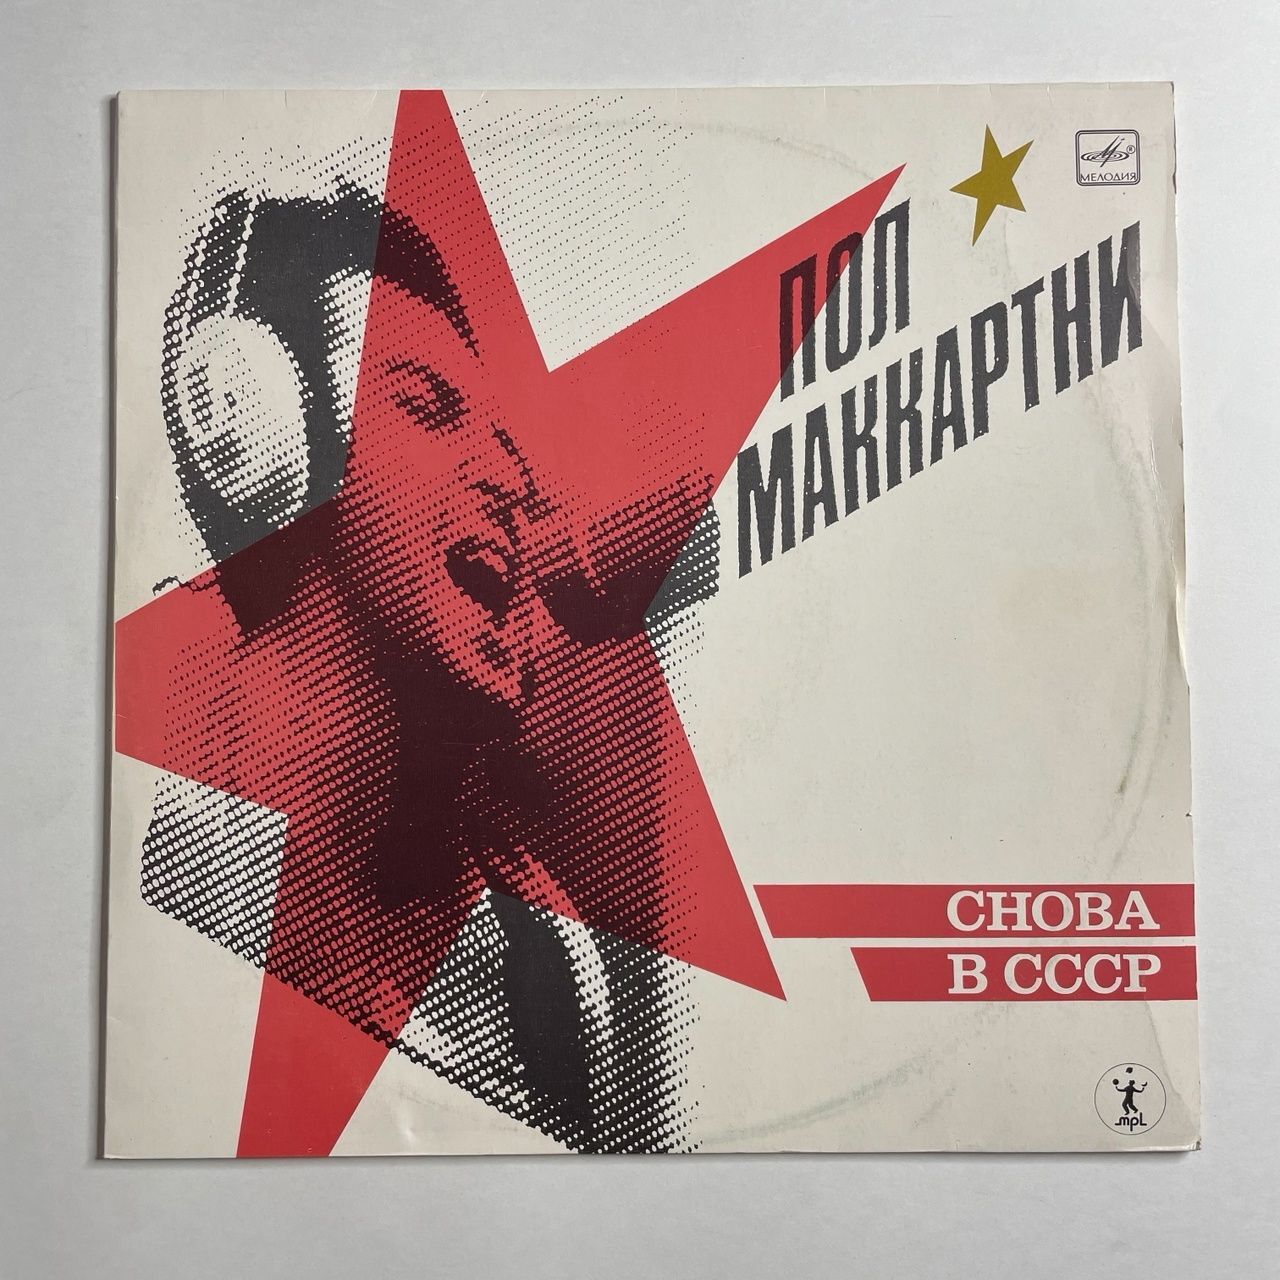 МЕЛОДИЯ
ПОЛ
МАККАРТНИ
СНОВА
В СССР
mpL